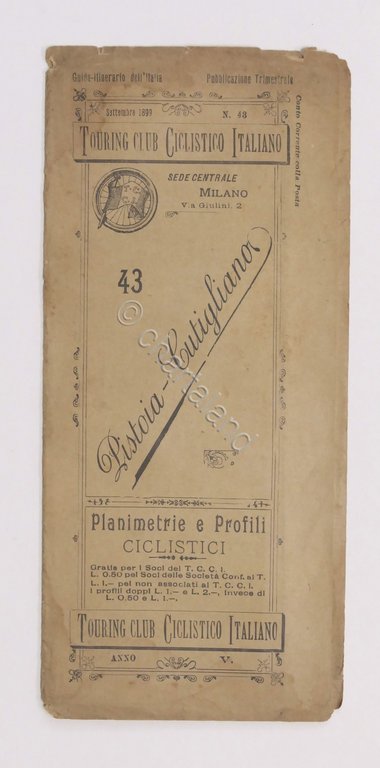 Guida-Itinerario dell'Italia Pubblicazione Trimestrale
Conto Corrente colla Posta
Settembre 1899 N. 43
TOURING CLUB CICLISTICO ITALIANO
SEDE CENTRALE
MILANO
Via Giulini, 2
43
Pistoia-Cutigliano
© charta
Planimetrie e Profili
CICLISTICI
Gratis per i Soci del T. C. C. I.
L. 0.50 pei Soci delle Società Conf. al T.
L. 1.— pei non associati al T. C. C. I.
i profili doppi L. 1.— e L. 2.—, invece di
L. 0.50 e L. 1.—.
TOURING CLUB CICLISTICO ITALIANO
ANNO V.